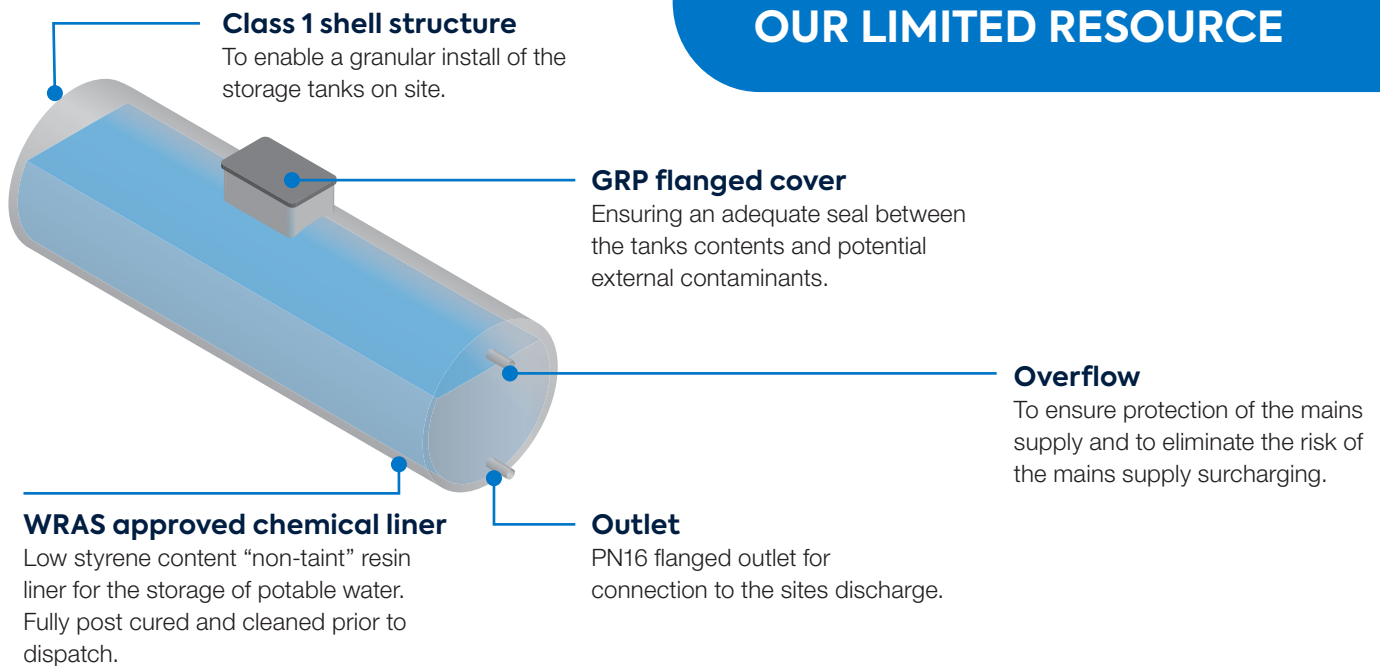 OUR LIMITED RESOURCE
Class 1 shell structure
To enable a granular install of the
storage tanks on site.
GRP flanged cover
Ensuring an adequate seal between
the tanks contents and potential
external contaminants.
Overflow
To ensure protection of the mains
supply and to eliminate the risk of
the mains supply surcharging.
WRAS approved chemical liner
Low styrene content “non-taint” resin
liner for the storage of potable water.
Fully post cured and cleaned prior to
dispatch.
Outlet
PN16 flanged outlet for
connection to the sites discharge.